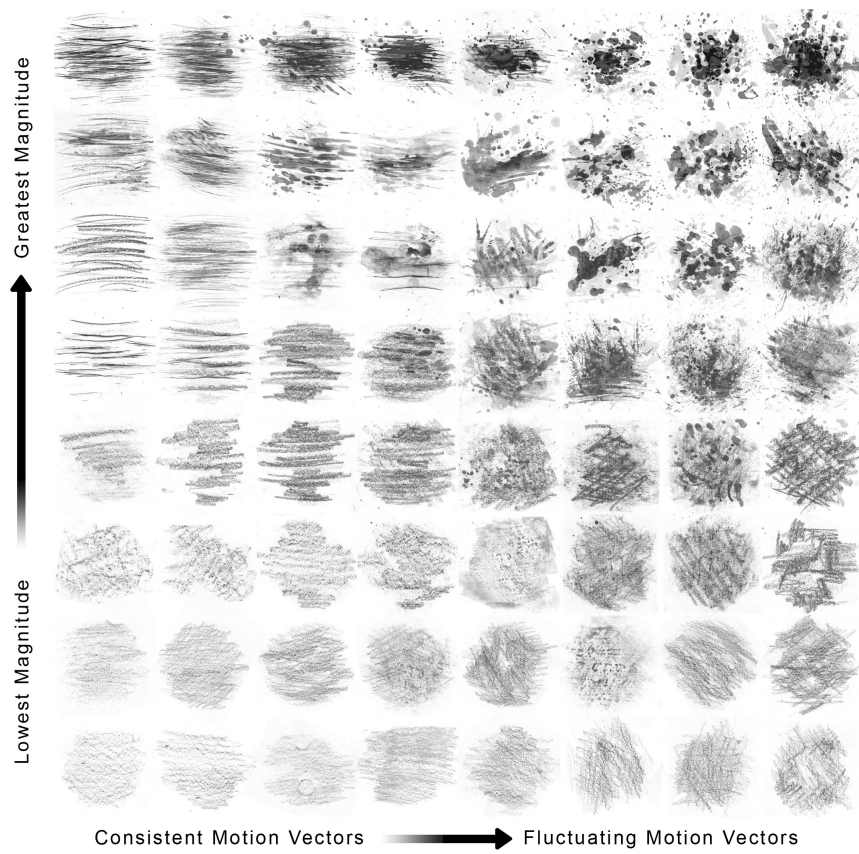 Greatest Magnitude
Lowest Magnitude
Consistent Motion Vectors
Fluctuating Motion Vectors